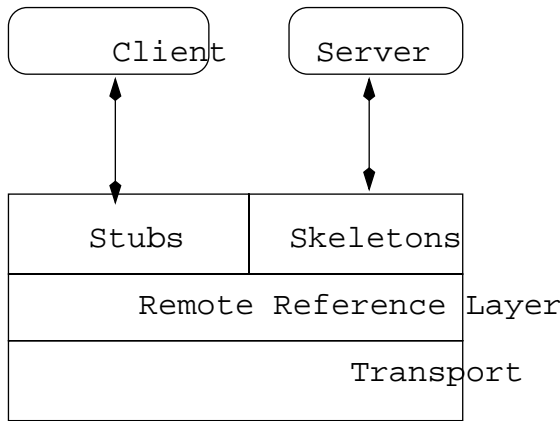 Client
Server
Stubs
Skeletons
Remote Reference Layer
Transport